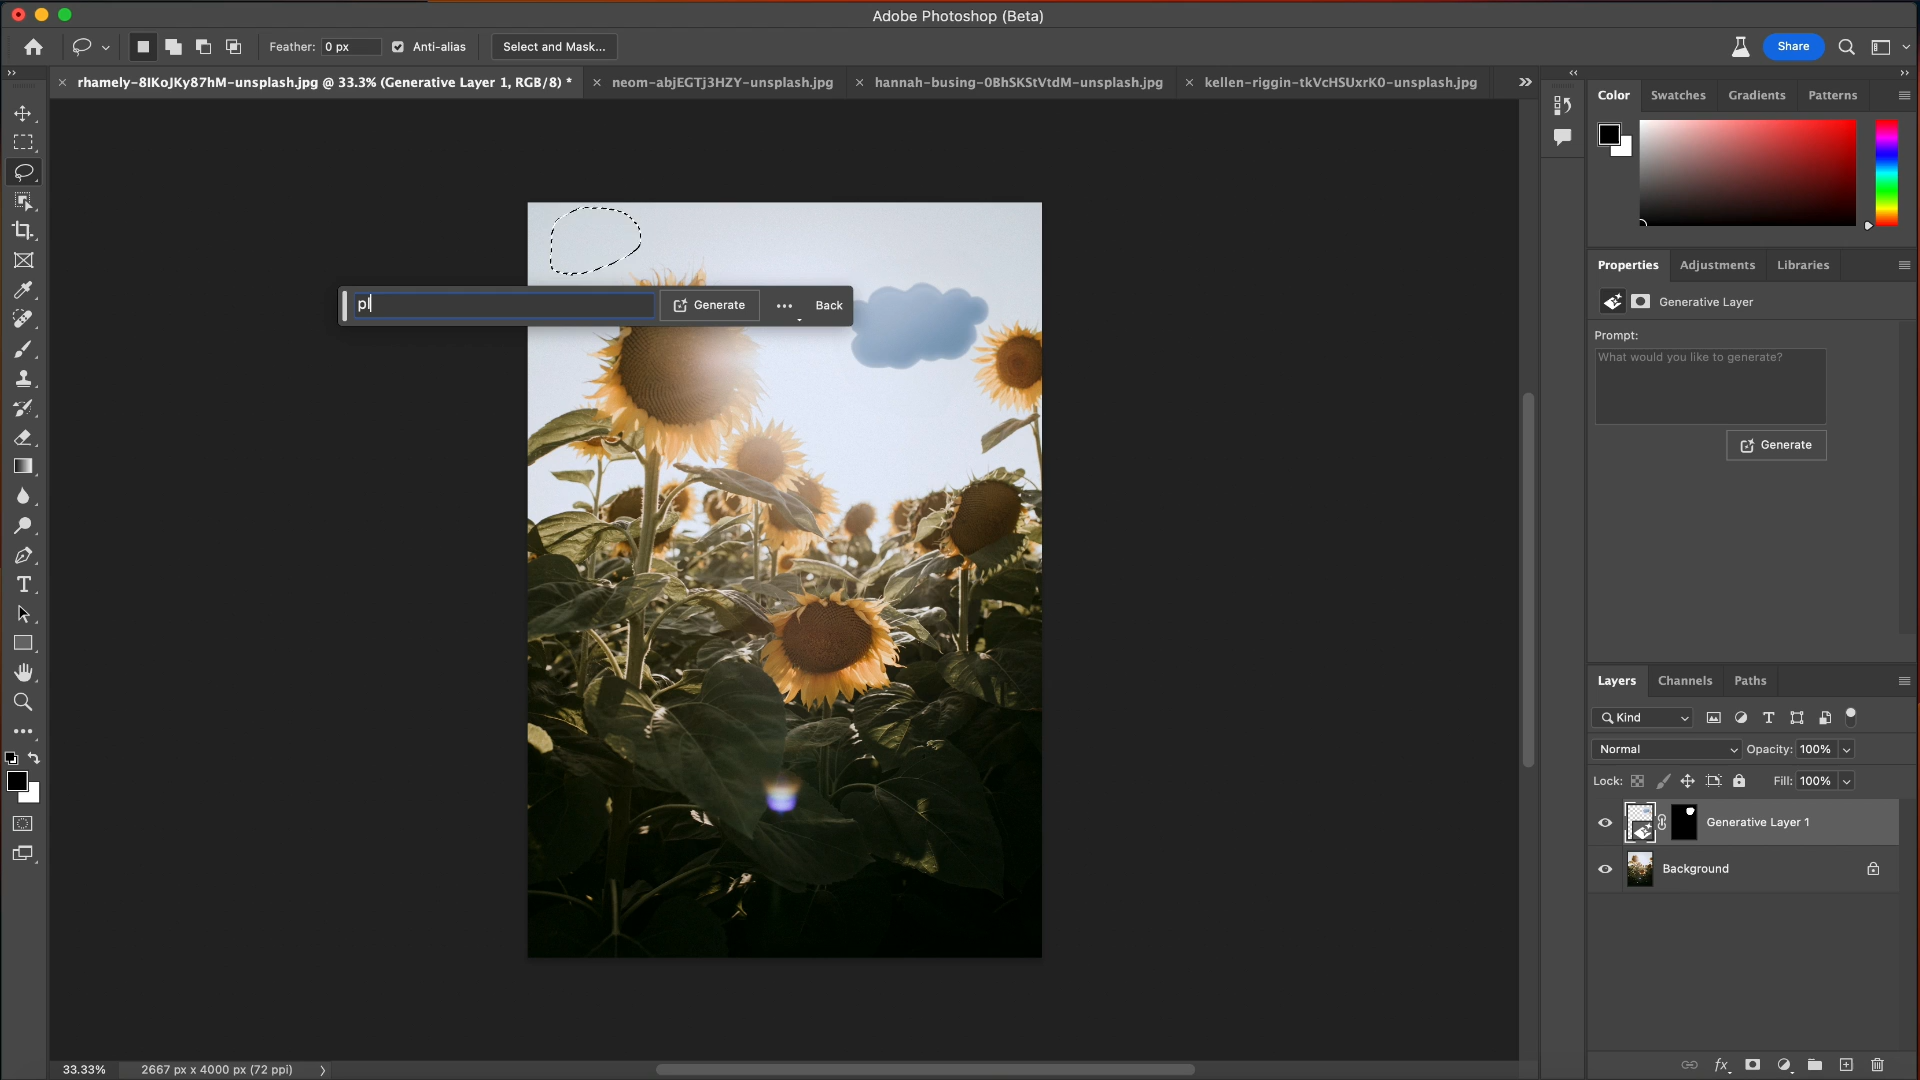 Adobe Photoshop (Beta)
Feather: 0 px Anti-alias Select and Mask... Share
rhamely-8IKoJKy87hM-unsplash.jpg @ 33.3% (Generative Layer 1, RGB/8) * neom-abjEGTj3HZY-unsplash.jpg hannah-busing-0BhSKStVtdM-unsplash.jpg kellen-riggin-tkVcHSUxrK0-unsplash.jpg
Color Swatches Gradients Patterns
Properties Adjustments Libraries
Generative Layer
pl Generate ... Back
Prompt:
What would you like to generate?
Generate
Layers Channels Paths
Kind
Normal Opacity: 100%
Lock: Fill: 100%
Generative Layer 1
Background
33.33% 2667 px x 4000 px (72 ppi)